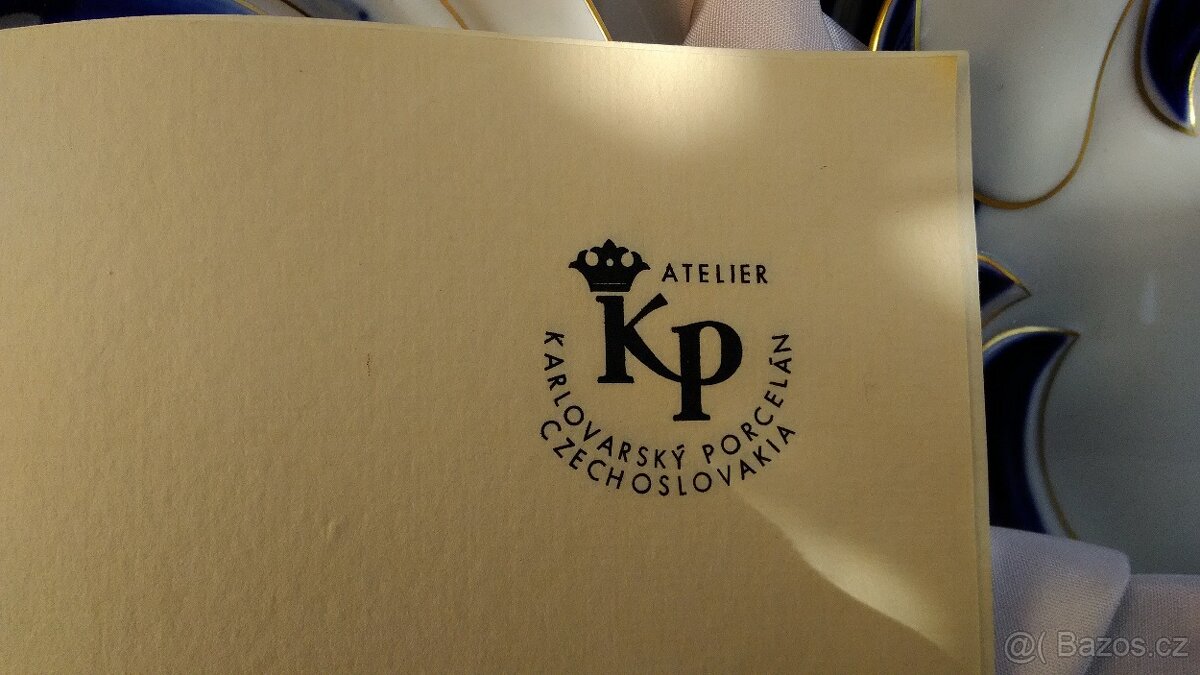 ATELIER
KP
KARLOVARSKÝ PORCELÁN
CZECHOSLOVAKIA
@( Bazos.cz